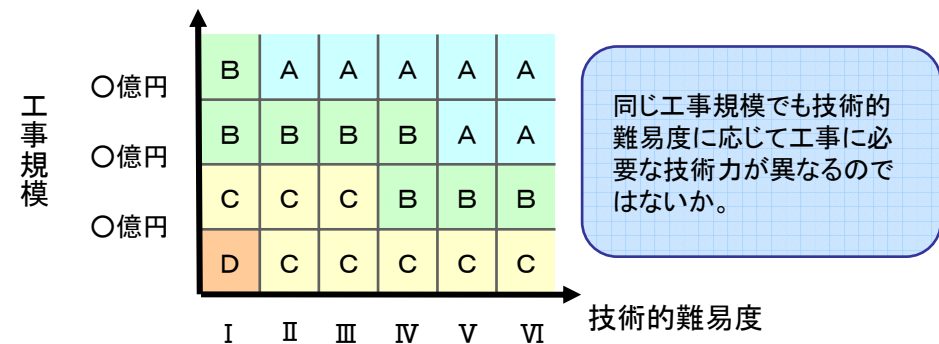 工事規模
〇億円
〇億円
〇億円
B A A A A A
B B B B A A
C C C B B B
D C C C C C
Ⅰ Ⅱ Ⅲ Ⅳ Ⅴ Ⅵ
技術的難易度
同じ工事規模でも技術的
難易度に応じて工事に必
要な技術力が異なるので
はないか。